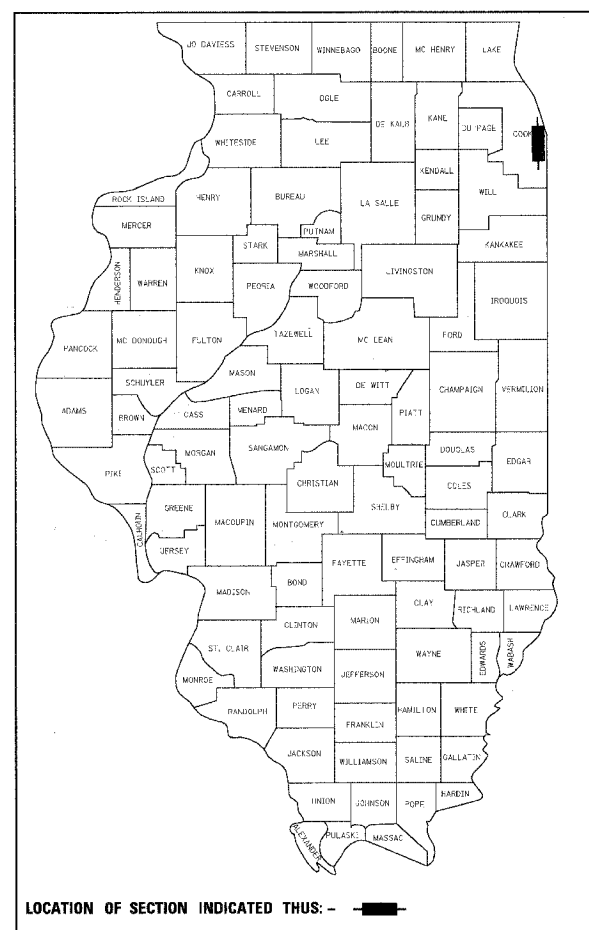 JO DAVIESS STEVENSON WINNEBAGO BOONE MC HENRY LAKE
CARROLL OGLE DE KALB KANE DU PAGE COOK
WHITESIDE LEE
KENDALL WILL
ROCK ISLAND HENRY BUREAU LA SALLE GRUNDY
MERCER PUTNAM
STARK MARSHALL KANKAKEE
HENDERSON WARREN KNOX PEORIA WOODFORD LIVINGSTON IROQUOIS
HANCOCK MC DONOUGH FULTON TAZEWELL MC LEAN FORD
MASON
SCHUYLER LOGAN DE WITT CHAMPAIGN VERMILION
ADAMS BROWN CASS MENARD MACON PIATT
MORGAN SANGAMON DOUGLAS EDGAR
PIKE SCOTT CHRISTIAN MOULTRIE COLES
GREENE MACOUPIN MONTGOMERY SHELBY CUMBERLAND CLARK
CALHOUN JERSEY FAYETTE EFFINGHAM JASPER CRAWFORD
MADISON BOND CLAY RICHLAND LAWRENCE
CLINTON MARION
ST. CLAIR WAYNE EDWARDS WABASH
WASHINGTON JEFFERSON
MONROE RANDOLPH PERRY HAMILTON WHITE
FRANKLIN
JACKSON WILLIAMSON SALINE GALLATIN
UNION JOHNSON POPE HARDIN
ALEXANDER PULASKI MASSAC
LOCATION OF SECTION INDICATED THUS: -